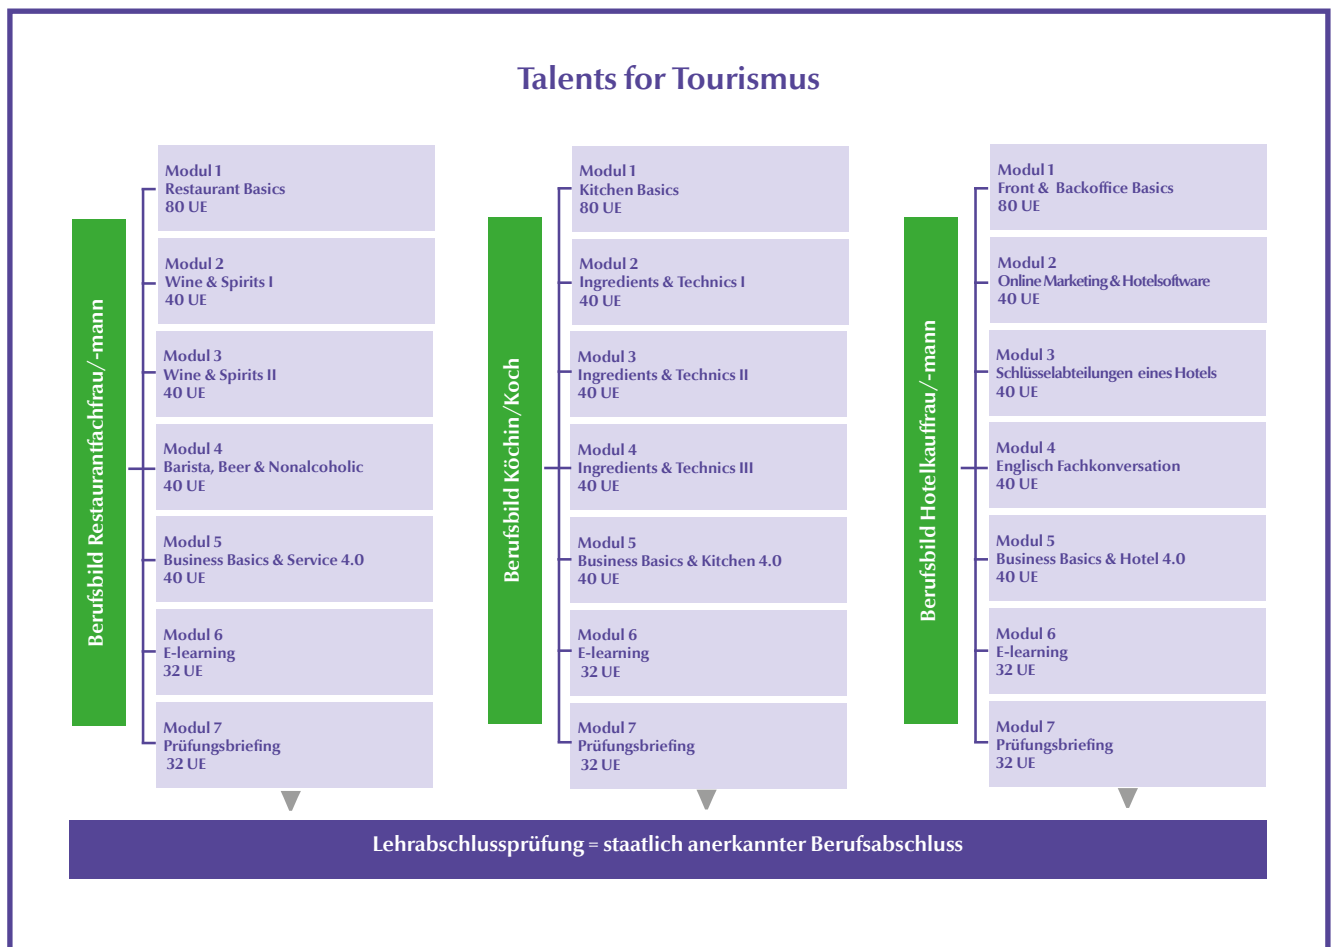 Talents for Tourismus
Berufsbild Restaurantfachfrau/-mann
Modul 1
Restaurant Basics
80 UE
Modul 2
Wine & Spirits I
40 UE
Modul 3
Wine & Spirits II
40 UE
Modul 4
Barista, Beer & Nonalcoholic
40 UE
Modul 5
Business Basics & Service 4.0
40 UE
Modul 6
E-learning
32 UE
Modul 7
Prüfungsbriefing
32 UE
Berufsbild Köchin/Koch
Modul 1
Kitchen Basics
80 UE
Modul 2
Ingredients & Technics I
40 UE
Modul 3
Ingredients & Technics II
40 UE
Modul 4
Ingredients & Technics III
40 UE
Modul 5
Business Basics & Kitchen 4.0
40 UE
Modul 6
E-learning
32 UE
Modul 7
Prüfungsbriefing
32 UE
Berufsbild Hotelkauffrau/-mann
Modul 1
Front & Backoffice Basics
80 UE
Modul 2
Online Marketing & Hotelsoftware
40 UE
Modul 3
Schlüsselabteilungen eines Hotels
40 UE
Modul 4
Englisch Fachkonversation
40 UE
Modul 5
Business Basics & Hotel 4.0
40 UE
Modul 6
E-learning
32 UE
Modul 7
Prüfungsbriefing
32 UE
Lehrabschlussprüfung = staatlich anerkannter Berufsabschluss